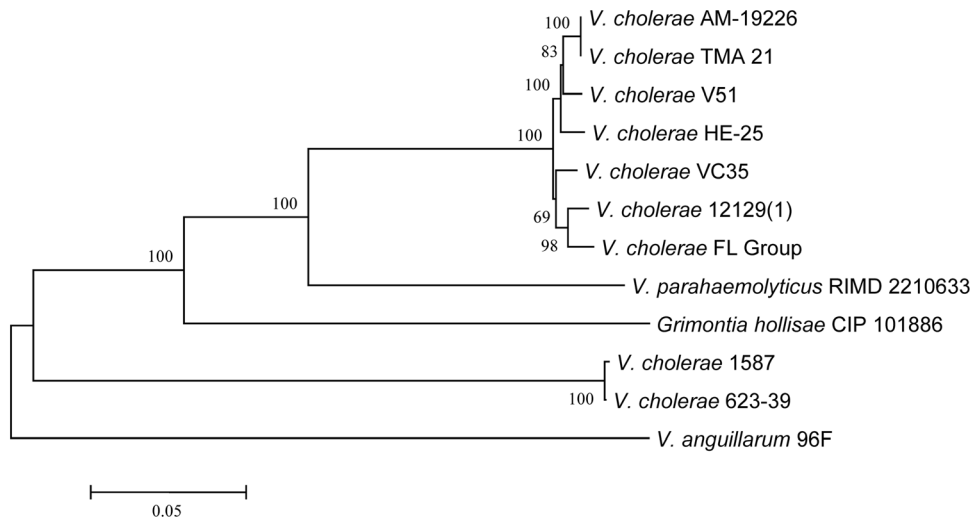 100
V. cholerae AM-19226
83
V. cholerae TMA 21
100
V. cholerae V51
100
V. cholerae HE-25
V. cholerae VC35
100
69
V. cholerae 12129(1)
98
V. cholerae FL Group
100
V. parahaemolyticus RIMD 2210633
Grimontia hollisae CIP 101886
V. cholerae 1587
100
V. cholerae 623-39
V. anguillarum 96F
0.05